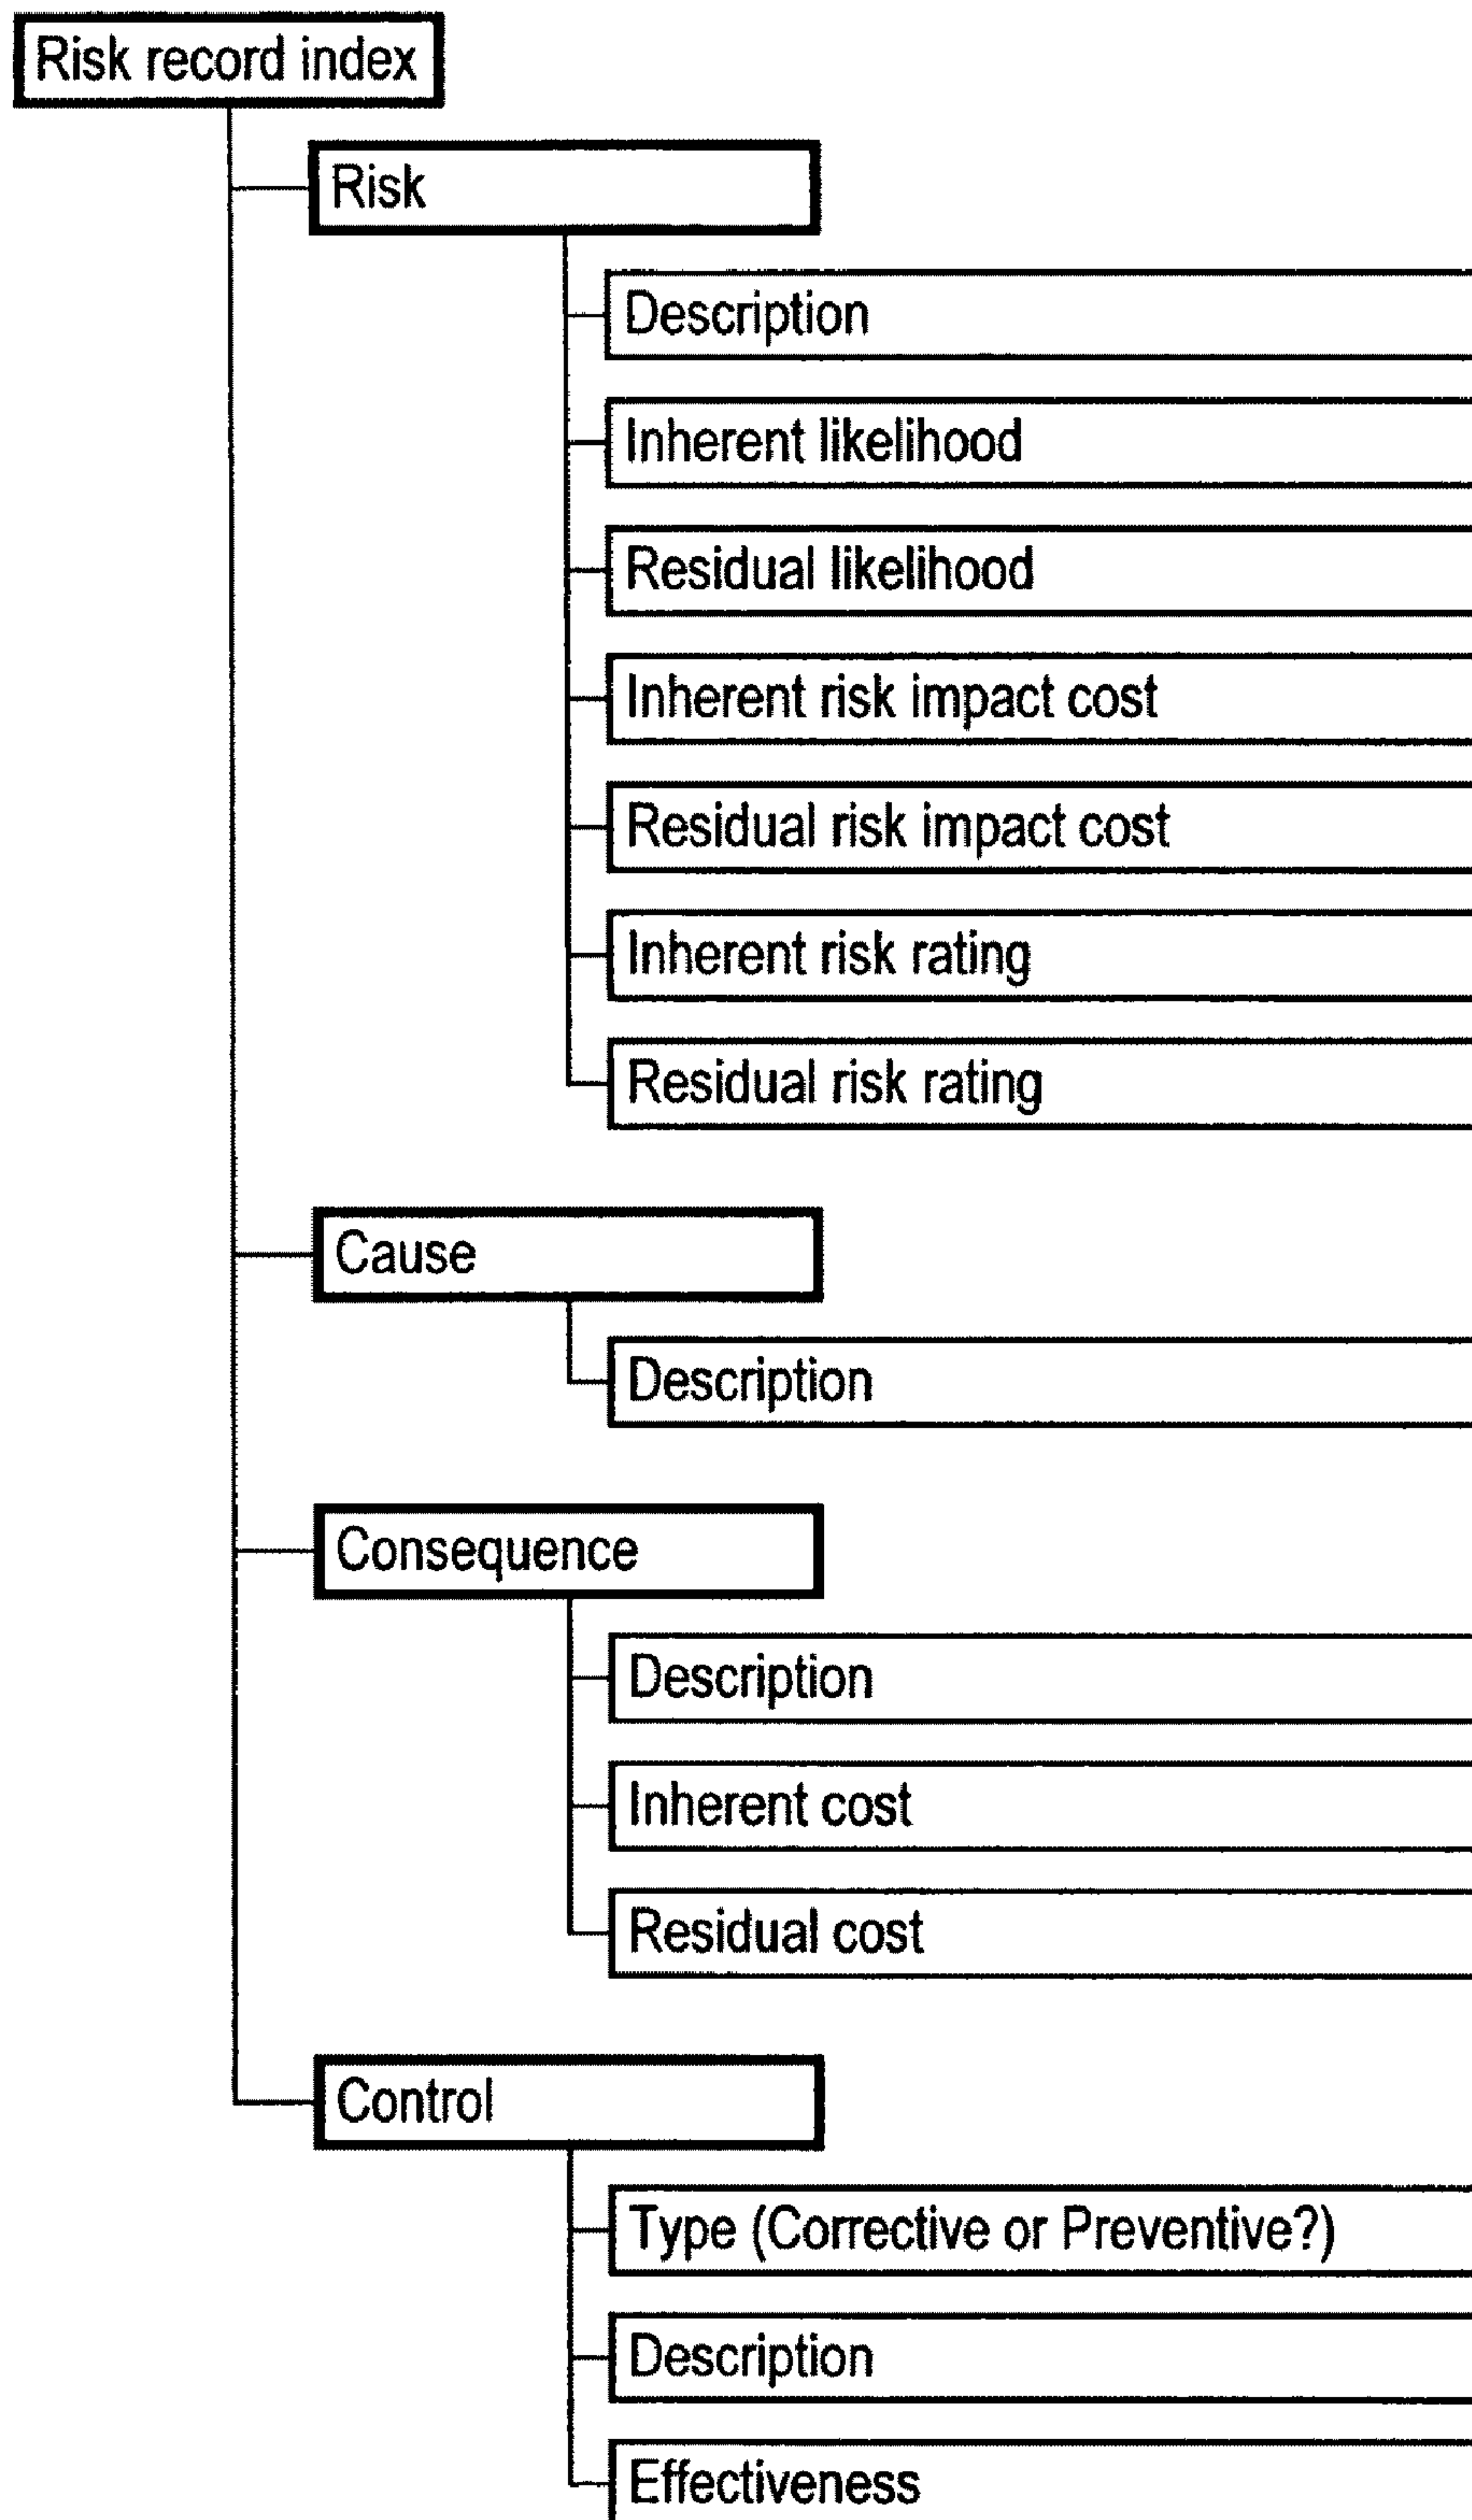 Risk record index
Risk
Description
Inherent likelihood
Residual likelihood
Inherent risk impact cost
Residual risk impact cost
Inherent risk rating
Residual risk rating
Cause
Description
Consequence
Description
Inherent cost
Residual cost
Control
Type (Corrective or Preventive?)
Description
Effectiveness